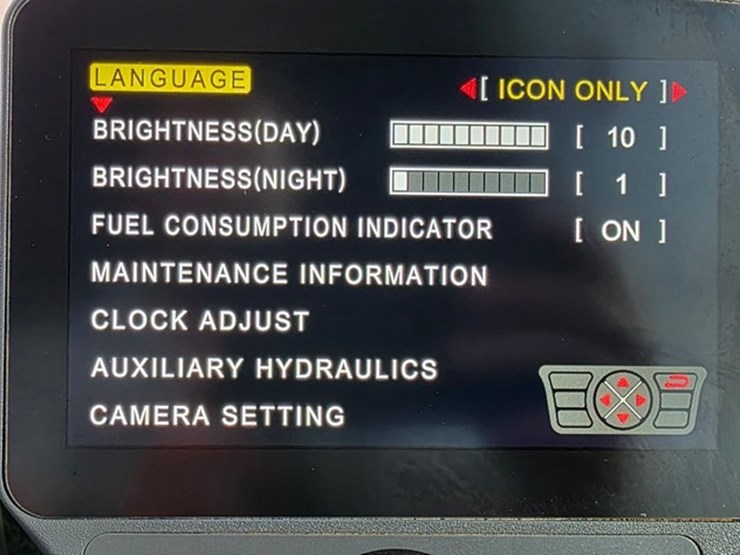 LANGUAGE [ ICON ONLY ]
BRIGHTNESS(DAY) [ 10 ]
BRIGHTNESS(NIGHT) [ 1 ]
FUEL CONSUMPTION INDICATOR [ ON ]
MAINTENANCE INFORMATION
CLOCK ADJUST
AUXILIARY HYDRAULICS
CAMERA SETTING